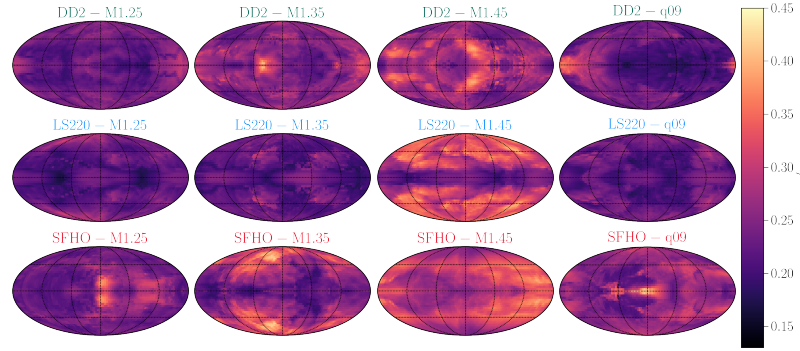 DD2 − M1.25 DD2 − M1.35 DD2 − M1.45 DD2 − q09 0.45
0.40
LS220 − M1.25 LS220 − M1.35 LS220 − M1.45 LS220 − q09
0.35
0.30
0.25
SFHO − M1.25 SFHO − M1.35 SFHO − M1.45 SFHO − q09
0.20
0.15